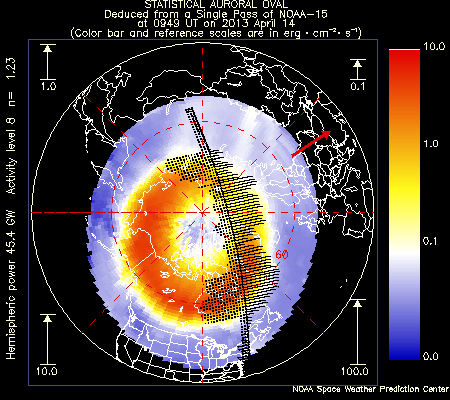 STATISTICAL AURORAL OVAL
Deduced from a Single Pass of NOAA-15
at 0949 UT on 2013 April 14
(Color bar and reference scales are in erg · cm⁻² · s⁻¹)
Hemispheric power 45.4 GW Activity level 8 n= 1.23
1.0
0.1
10.0
1.0
0.1
0.0
60
10.0
100.0
NOAA Space Weather Prediction Center